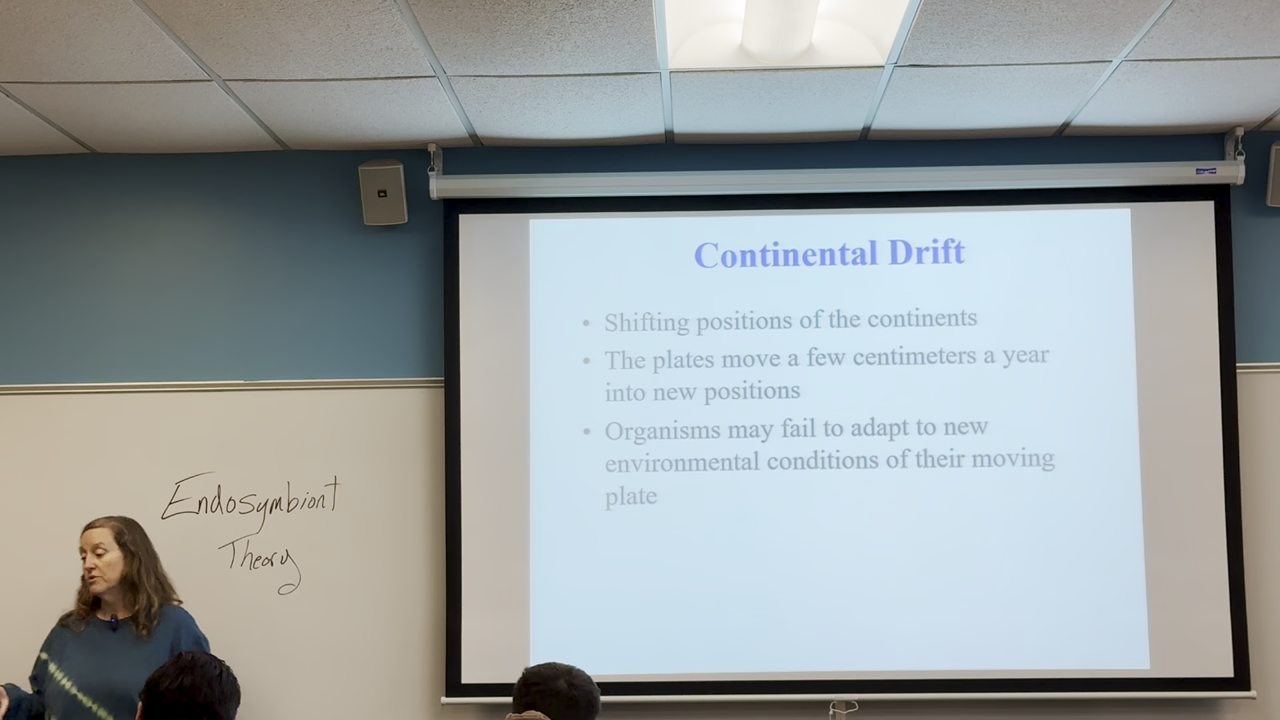 Continental Drift
• Shifting positions of the continents
• The plates move a few centimeters a year
into new positions
• Organisms may fail to adapt to new
environmental conditions of their moving
plate
Endosymbiont
Theory